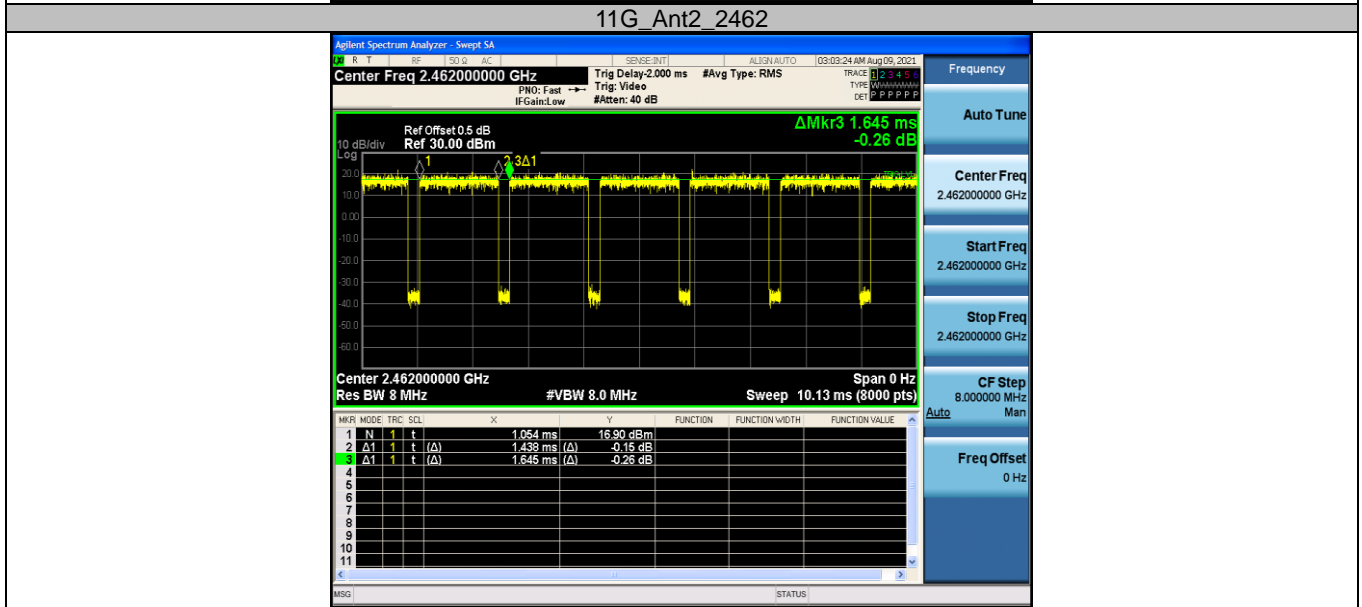 11G_Ant2_2462
Agilent Spectrum Analyzer - Swept SA
R T RF 50 Ω AC SENSE:INT ALIGN AUTO 03:03:24 AM Aug 09, 2021
Center Freq 2.462000000 GHz Trig Delay-2.000 ms #Avg Type: RMS TRACE 1 2 3 4 5 6
PNO: Fast Trig: Video TYPE WWWWWW
IFGain:Low #Atten: 40 dB DET P P P P P P
Frequency
Auto Tune
Center Freq
2.462000000 GHz
Start Freq
2.462000000 GHz
Stop Freq
2.462000000 GHz
CF Step
8.000000 MHz
Auto Man
Freq Offset
0 Hz
ΔMkr3 1.645 ms
-0.26 dB
Ref Offset 0.5 dB
10 dB/div Ref 30.00 dBm
Log
1 2 3Δ1
20.0
10.0
0.00
-10.0
-20.0
-30.0
-40.0
-50.0
-60.0
Center 2.462000000 GHz Span 0 Hz
Res BW 8 MHz #VBW 8.0 MHz Sweep 10.13 ms (8000 pts)
MKR MODE TRC SCL X Y FUNCTION FUNCTION WIDTH FUNCTION VALUE
1 N 1 t 1.054 ms 16.90 dBm
2 Δ1 1 t (Δ) 1.438 ms (Δ) -0.15 dB
3 Δ1 1 t (Δ) 1.645 ms (Δ) -0.26 dB
4
5
6
7
8
9
10
11
MSG STATUS